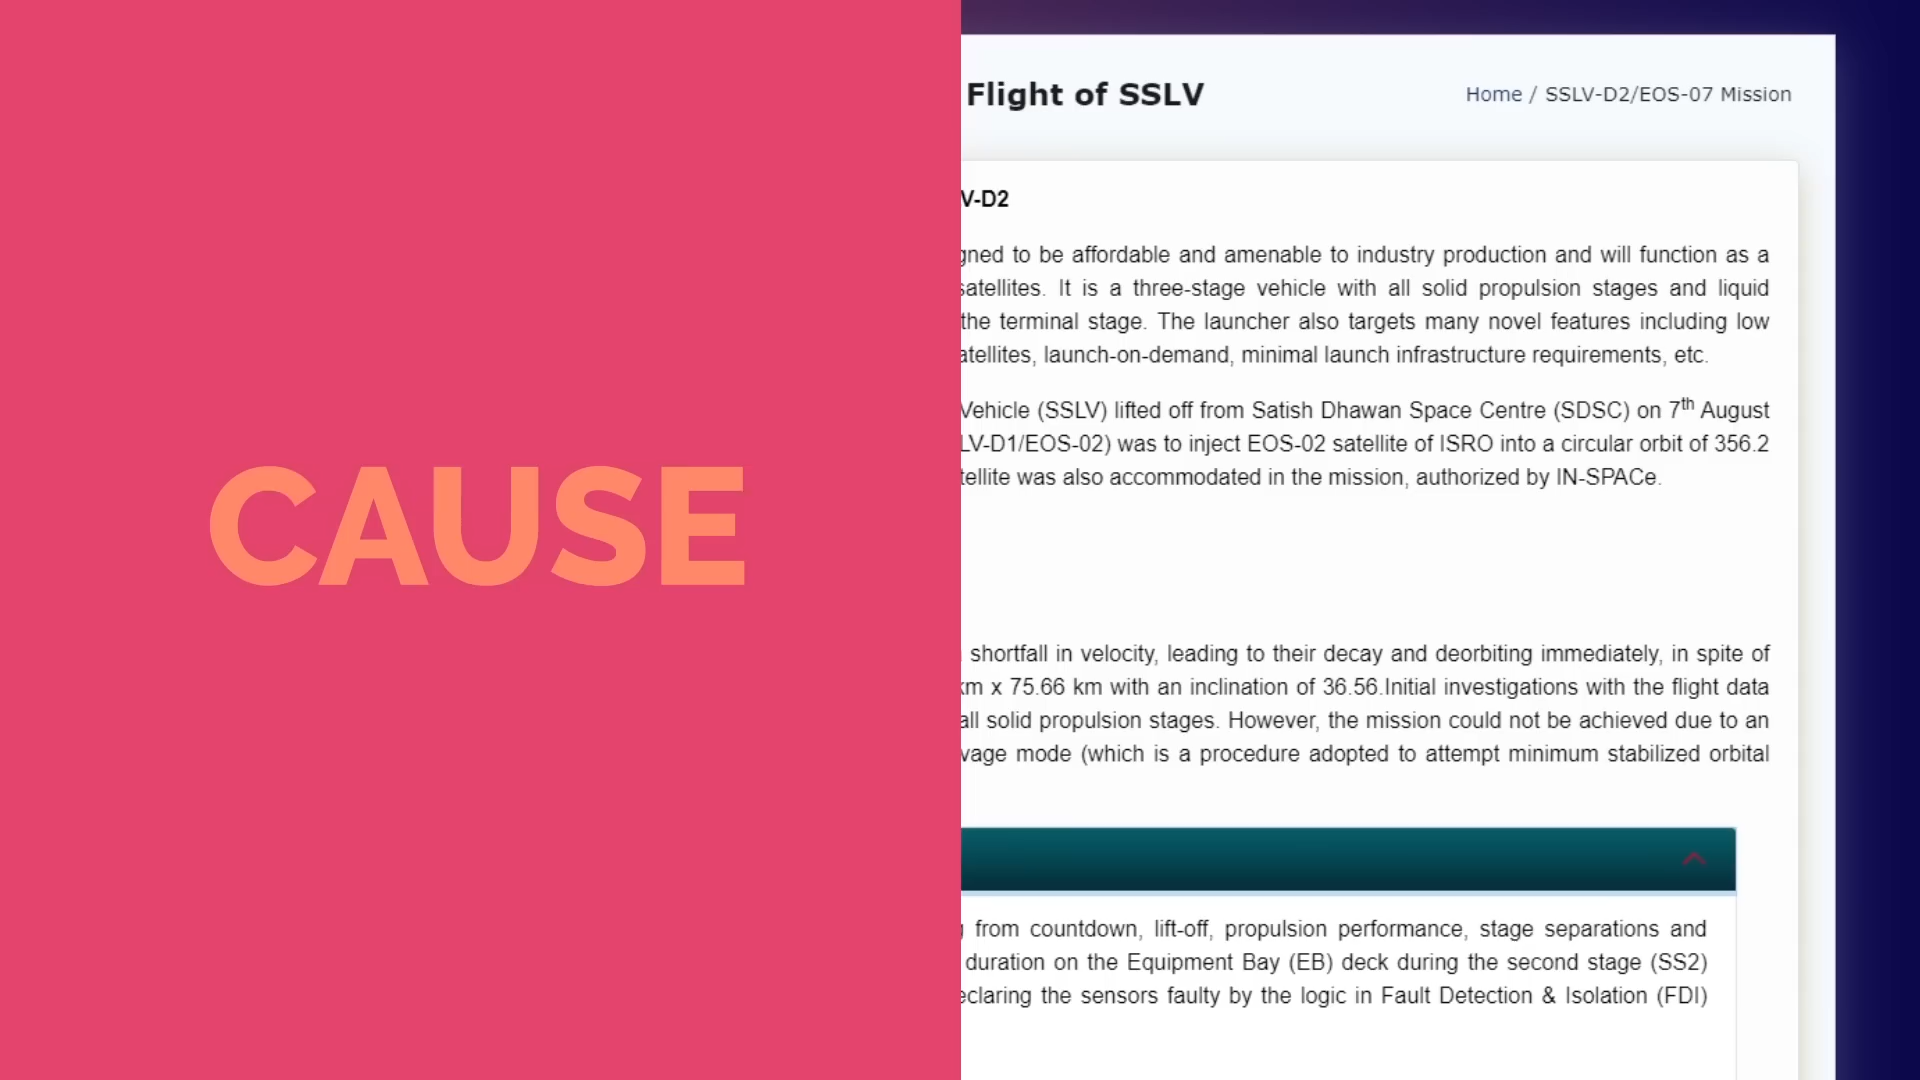 CAUSE
Flight of SSLV
Home / SSLV-D2/EOS-07 Mission
V-D2
to be affordable and amenable to industry production and will function as a
satellites. It is a three-stage vehicle with all solid propulsion stages and liquid
the terminal stage. The launcher also targets many novel features including low
launch-on-demand, minimal launch infrastructure requirements, etc.
Vehicle (SSLV) lifted off from Satish Dhawan Space Centre (SDSC) on 7th August
LV-D1/EOS-02) was to inject EOS-02 satellite of ISRO into a circular orbit of 356.2
was also accommodated in the mission, authorized by IN-SPACe.
shortfall in velocity, leading to their decay and deorbiting immediately, in spite of
km x 75.66 km with an inclination of 36.56.Initial investigations with the flight data
all solid propulsion stages. However, the mission could not be achieved due to an
mode (which is a procedure adopted to attempt minimum stabilized orbital
from countdown, lift-off, propulsion performance, stage separations and
duration on the Equipment Bay (EB) deck during the second stage (SS2)
the sensors faulty by the logic in Fault Detection & Isolation (FDI)